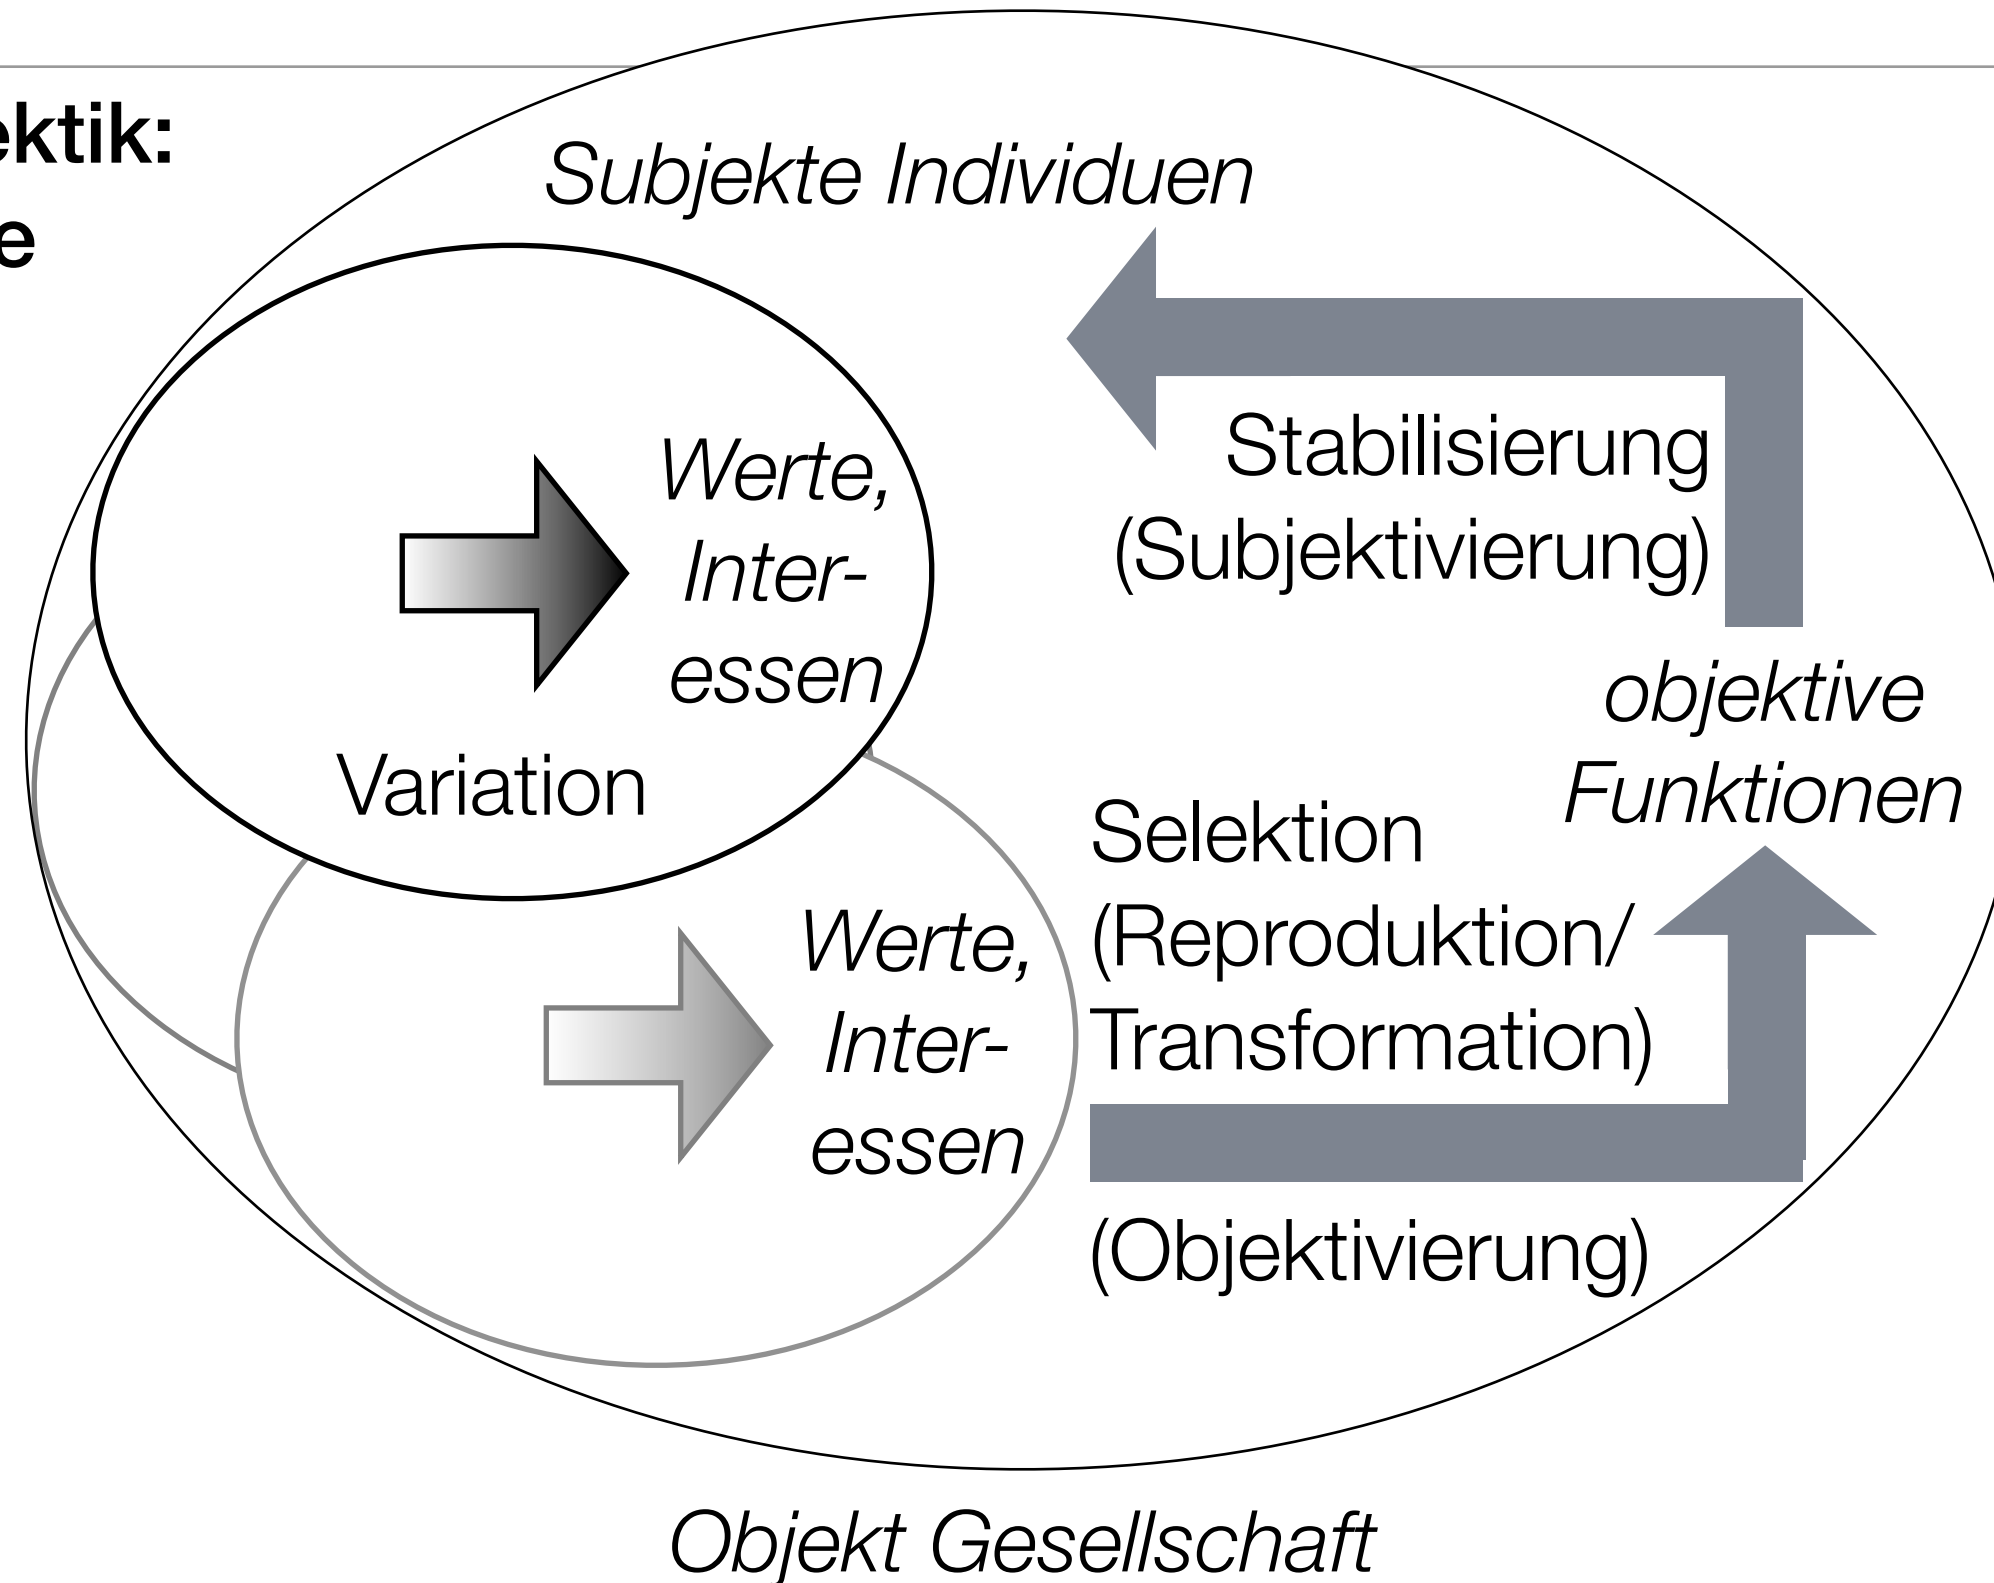 ektik:
e
Subjekte Individuen
Werte,
Inter-
essen
Variation
Stabilisierung
(Subjektivierung)
objektive
Funktionen
Selektion
(Reproduktion/
Transformation)
Werte,
Inter-
essen
(Objektivierung)
Objekt Gesellschaft